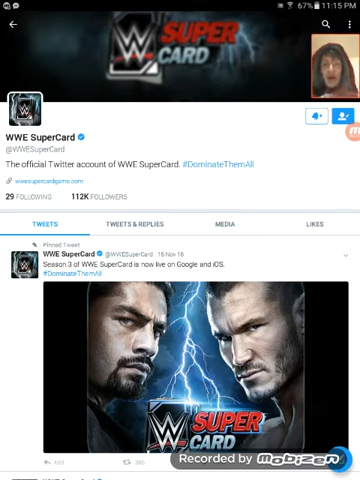 67% 11:15 PM
W SUPER
CARD
WWE SuperCard
@WWESuperCard
The official Twitter account of WWE SuperCard. #DominateThemAll
wwesupercardgame.com
29 FOLLOWING 112K FOLLOWERS
TWEETS TWEETS & REPLIES MEDIA LIKES
Pinned Tweet
WWE SuperCard @WWESuperCard 15 Nov 16
Season 3 of WWE SuperCard is now live on Google and iOS.
#DominateThemAll
W SUPER
CARD
Recorded by mobizen